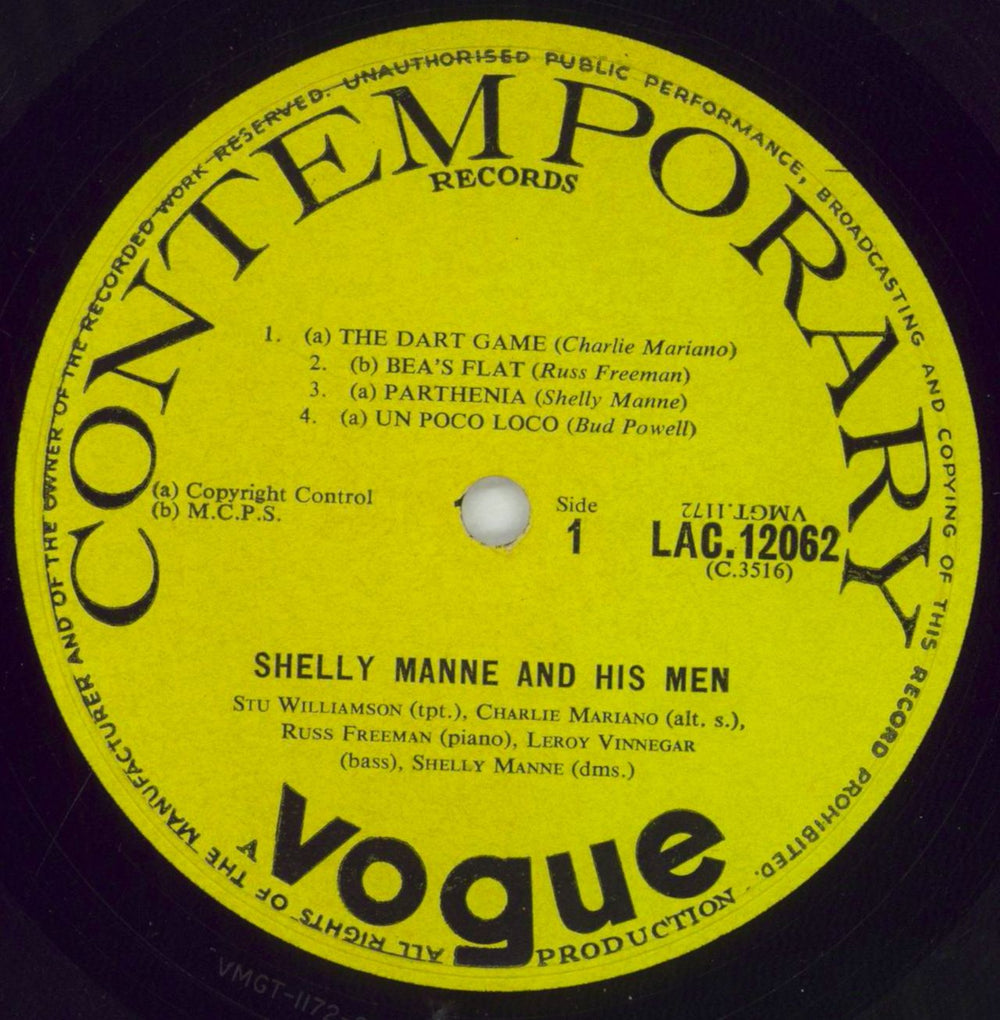 ALL RIGHTS OF THE MANUFACTURER AND OF THE OWNER OF THE RECORDED WORK RESERVED. UNAUTHORISED PUBLIC PERFORMANCE, BROADCASTING AND COPYING OF THIS RECORD PROHIBITED.
CONTEMPORARY
RECORDS
1. (a) THE DART GAME (Charlie Mariano)
2. (b) BEA'S FLAT (Russ Freeman)
3. (a) PARTHENIA (Shelly Manne)
4. (a) UN POCO LOCO (Bud Powell)
(a) Copyright Control
(b) M.C.P.S.
Side
1
VMGT.1172
LAC.12062
(C.3516)
SHELLY MANNE AND HIS MEN
STU WILLIAMSON (tpt.), CHARLIE MARIANO (alt. s.),
RUSS FREEMAN (piano), LEROY VINNEGAR
(bass), SHELLY MANNE (dms.)
A
vogue
PRODUCTION
VMGT-1172-